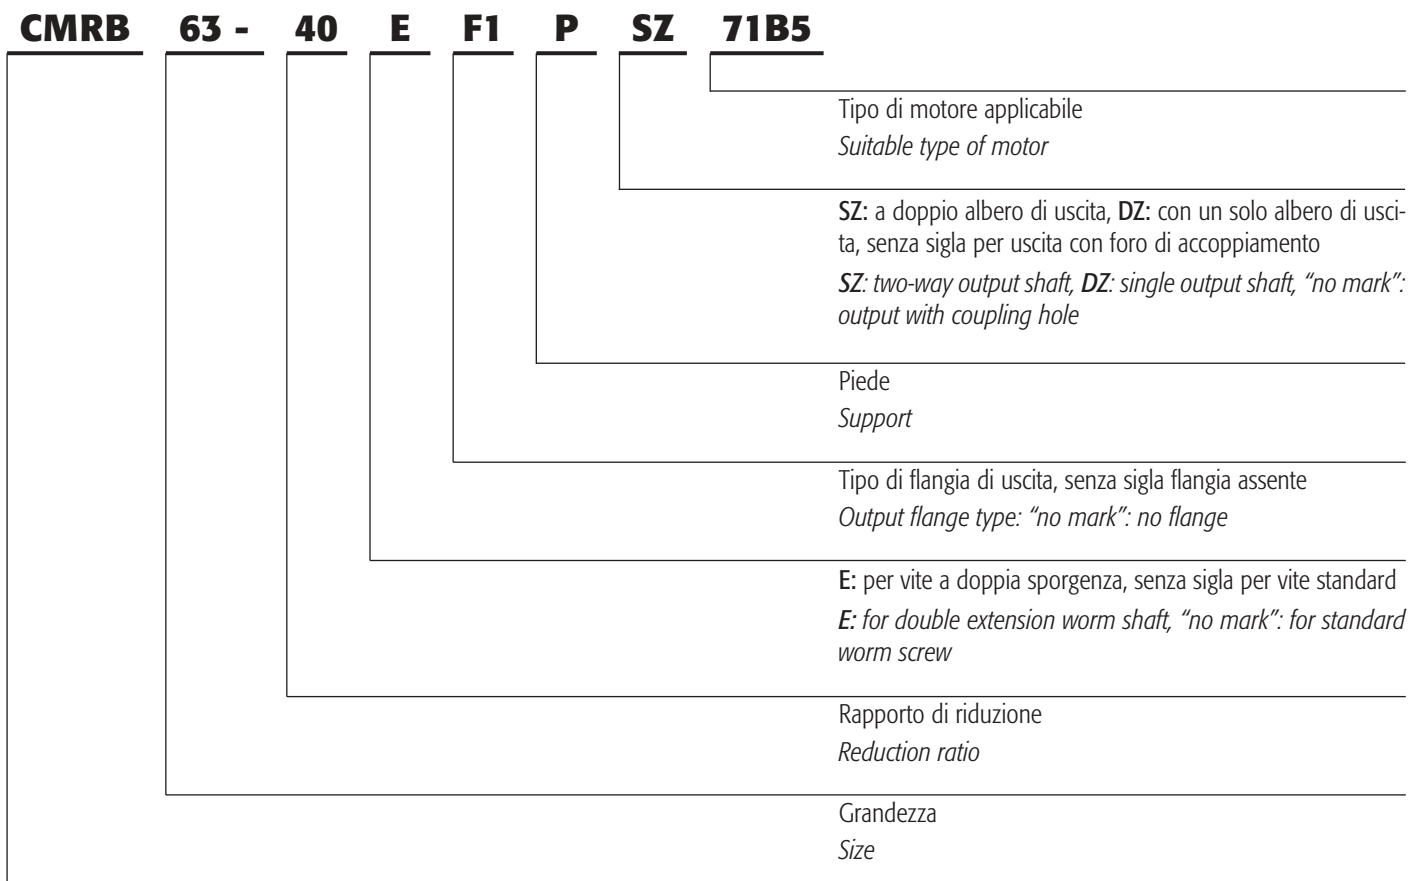 CMRB 63 - 40 E F1 P SZ 71B5
Tipo di motore applicabile
Suitable type of motor
SZ: a doppio albero di uscita, DZ: con un solo albero di usci-
ta, senza sigla per uscita con foro di accoppiamento
SZ: two-way output shaft, DZ: single output shaft, “no mark”:
output with coupling hole
Piede
Support
Tipo di flangia di uscita, senza sigla flangia assente
Output flange type: “no mark”: no flange
E: per vite a doppia sporgenza, senza sigla per vite standard
E: for double extension worm shaft, “no mark”: for standard
worm screw
Rapporto di riduzione
Reduction ratio
Grandezza
Size